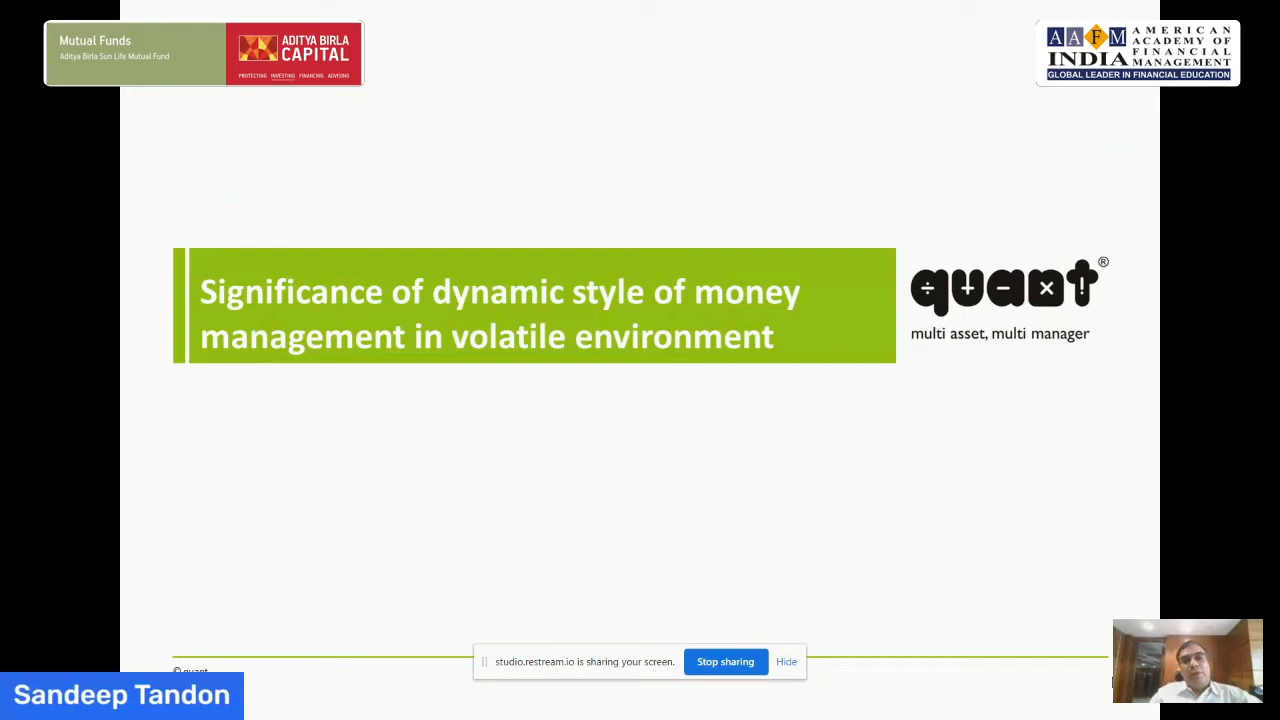 Mutual Funds
Aditya Birla Sun Life Mutual Fund
ADITYA BIRLA
CAPITAL
PROTECTING INVESTING FINANCING ADVISING
AAFM
INDIA
AMERICAN
ACADEMY OF
FINANCIAL
MANAGEMENT
GLOBAL LEADER IN FINANCIAL EDUCATION
Significance of dynamic style of money
management in volatile environment
quant®
multi asset, multi manager
studio.restream.io is sharing your screen.
Stop sharing
Hide
© quant
Sandeep Tandon